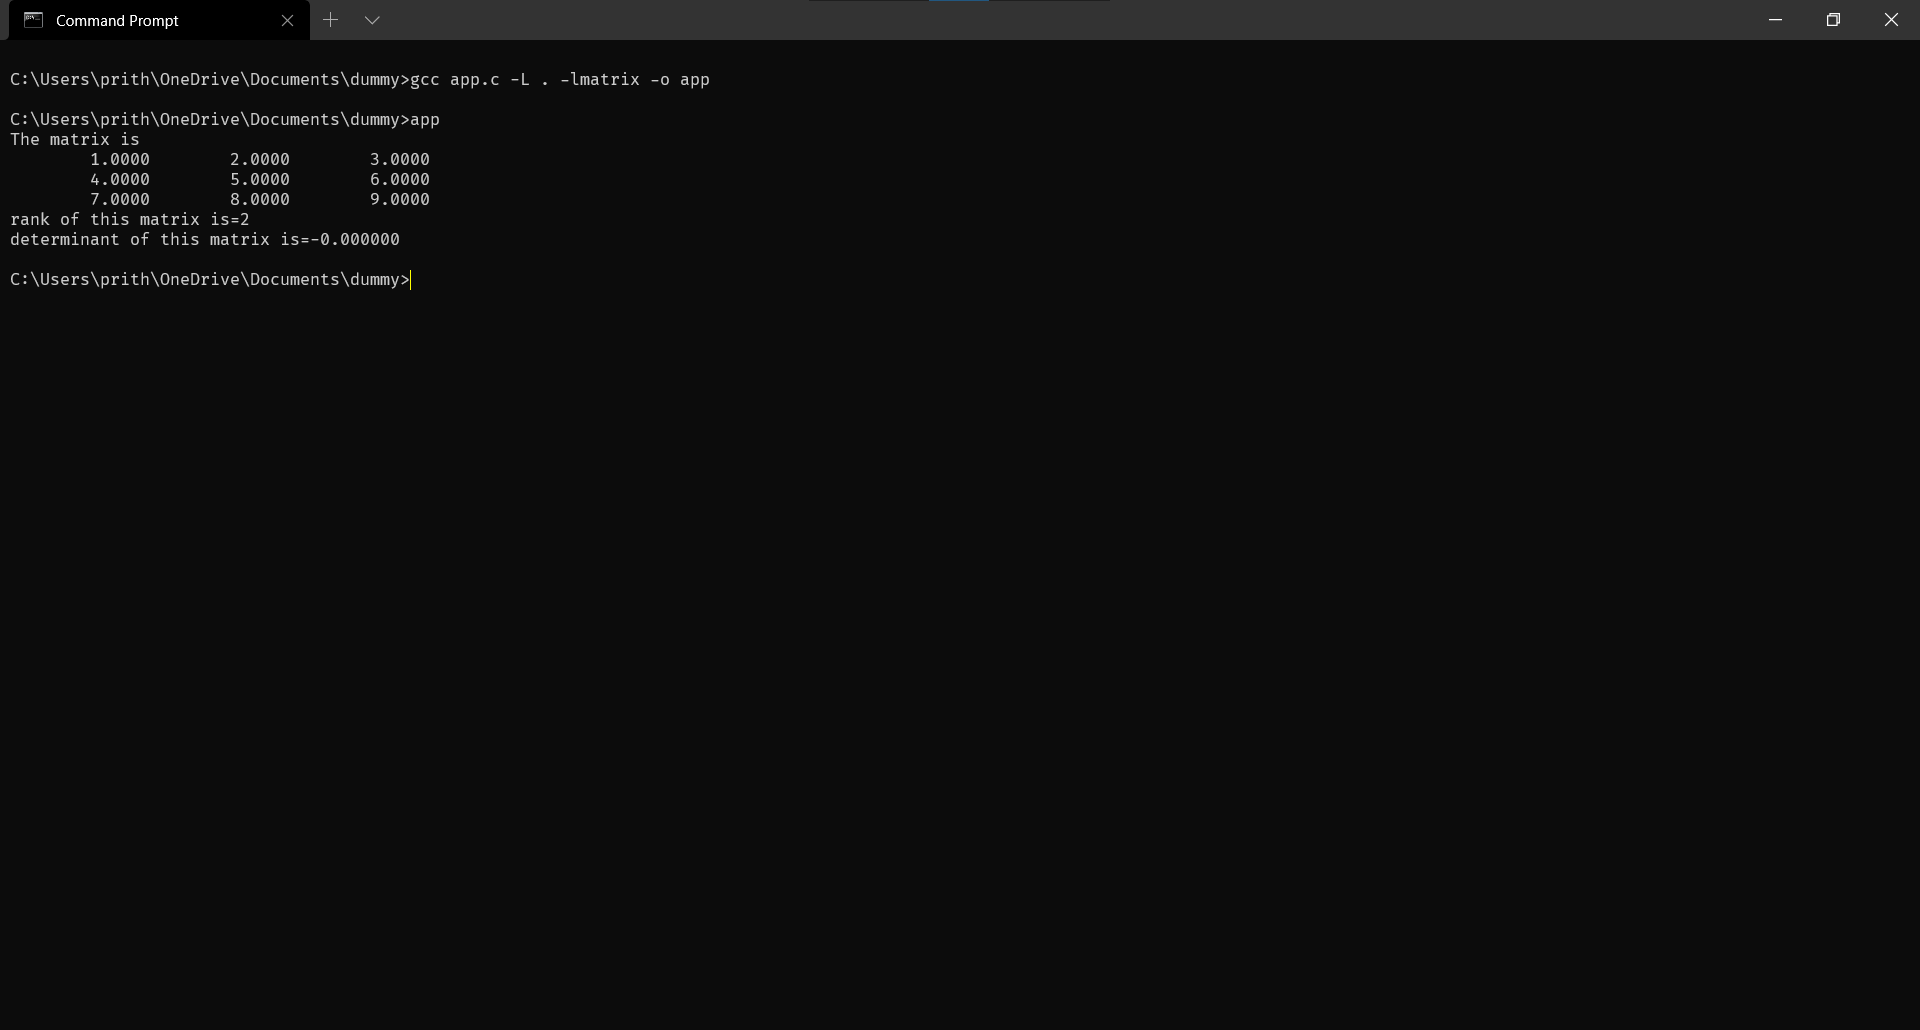 Command Prompt
C:\Users\prith\OneDrive\Documents\dummy>gcc app.c -L . -lmatrix -o app
C:\Users\prith\OneDrive\Documents\dummy>app
The matrix is
1.0000 2.0000 3.0000
4.0000 5.0000 6.0000
7.0000 8.0000 9.0000
rank of this matrix is=2
determinant of this matrix is=-0.000000
C:\Users\prith\OneDrive\Documents\dummy>